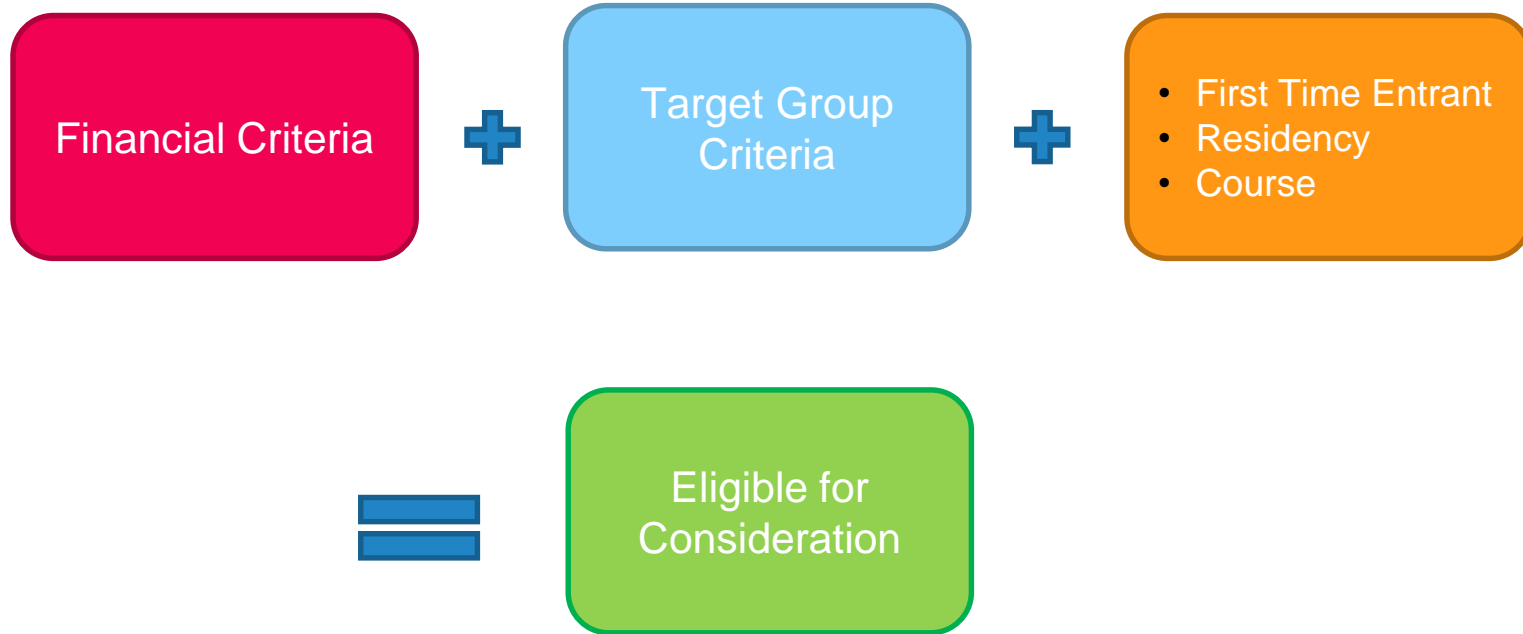 Financial Criteria
Target Group
Criteria
• First Time Entrant
• Residency
• Course
Eligible for
Consideration